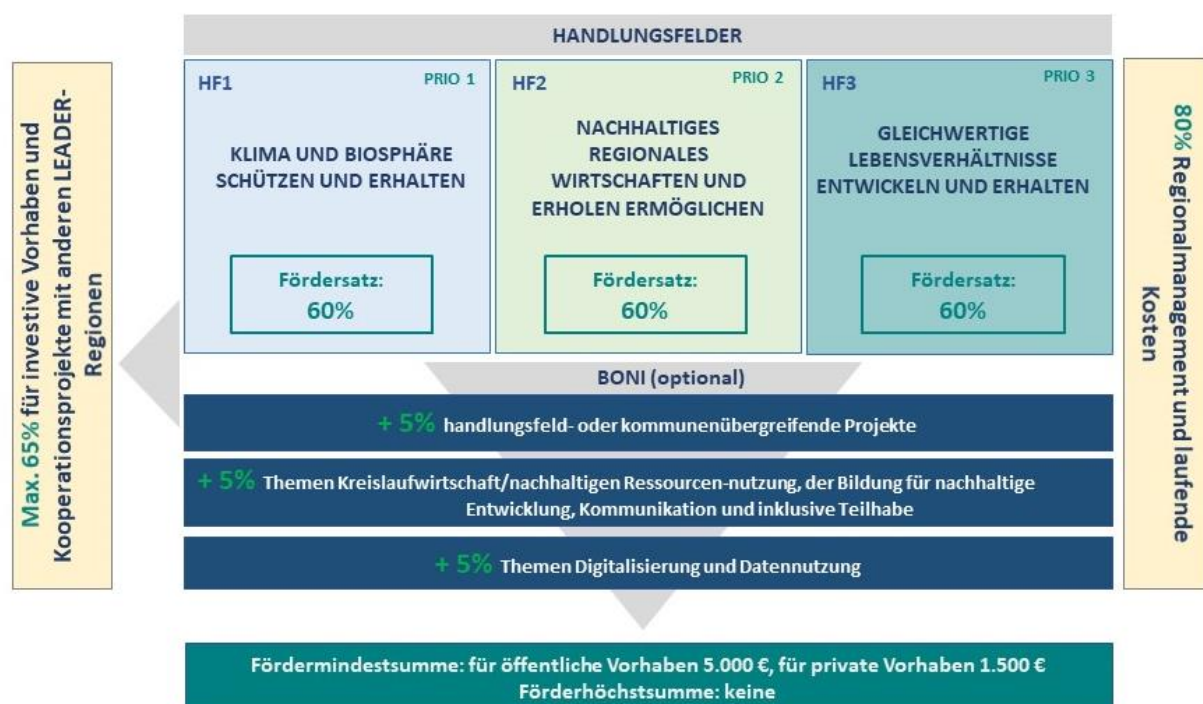 HANDLUNGSFELDER
Max. 65% für investive Vorhaben und
Kooperationsprojekte mit anderen LEADER-
Regionen
HF1
PRIO 1
KLIMA UND BIOSPHÄRE
SCHÜTZEN UND ERHALTEN
Fördersatz:
60%
HF2
PRIO 2
NACHHALTIGES
REGIONALES
WIRTSCHAFTEN UND
ERHOLEN ERMÖGLICHEN
Fördersatz:
60%
HF3
PRIO 3
GLEICHWERTIGE
LEBENSVERHÄLTNISSE
ENTWICKELN UND ERHALTEN
Fördersatz:
60%
80% Regionalmanagement und laufende
Kosten
BONI (optional)
+ 5% handlungsfeld- oder kommunenübergreifende Projekte
+ 5% Themen Kreislaufwirtschaft/nachhaltigen Ressourcen-nutzung, der Bildung für nachhaltige
Entwicklung, Kommunikation und inklusive Teilhabe
+ 5% Themen Digitalisierung und Datennutzung
Fördermindestsumme: für öffentliche Vorhaben 5.000 €, für private Vorhaben 1.500 €
Förderhöchstsumme: keine